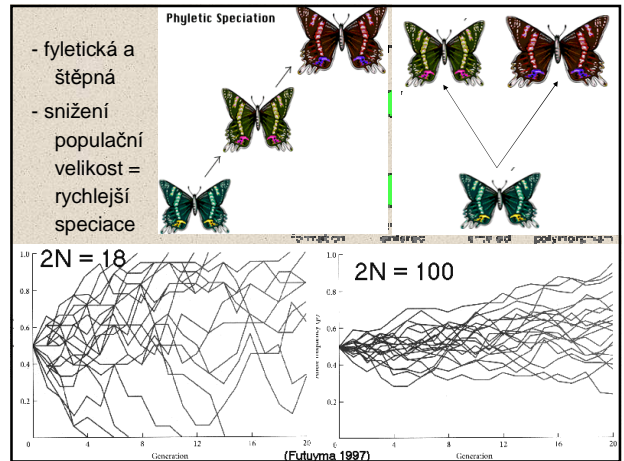 Phyletic Speciation
- fyletická a
štěpná
- snižení
populační
velikost =
rychlejší
speciace
2N = 18
1.0
0.8
0.6
0.4
0.2
0
4
8
12
16
20
Generation
2N = 100
1.0
0.8
0.6
0.4
0.2
0
4
8
12
16
20
Generation
(Futuyma 1997)